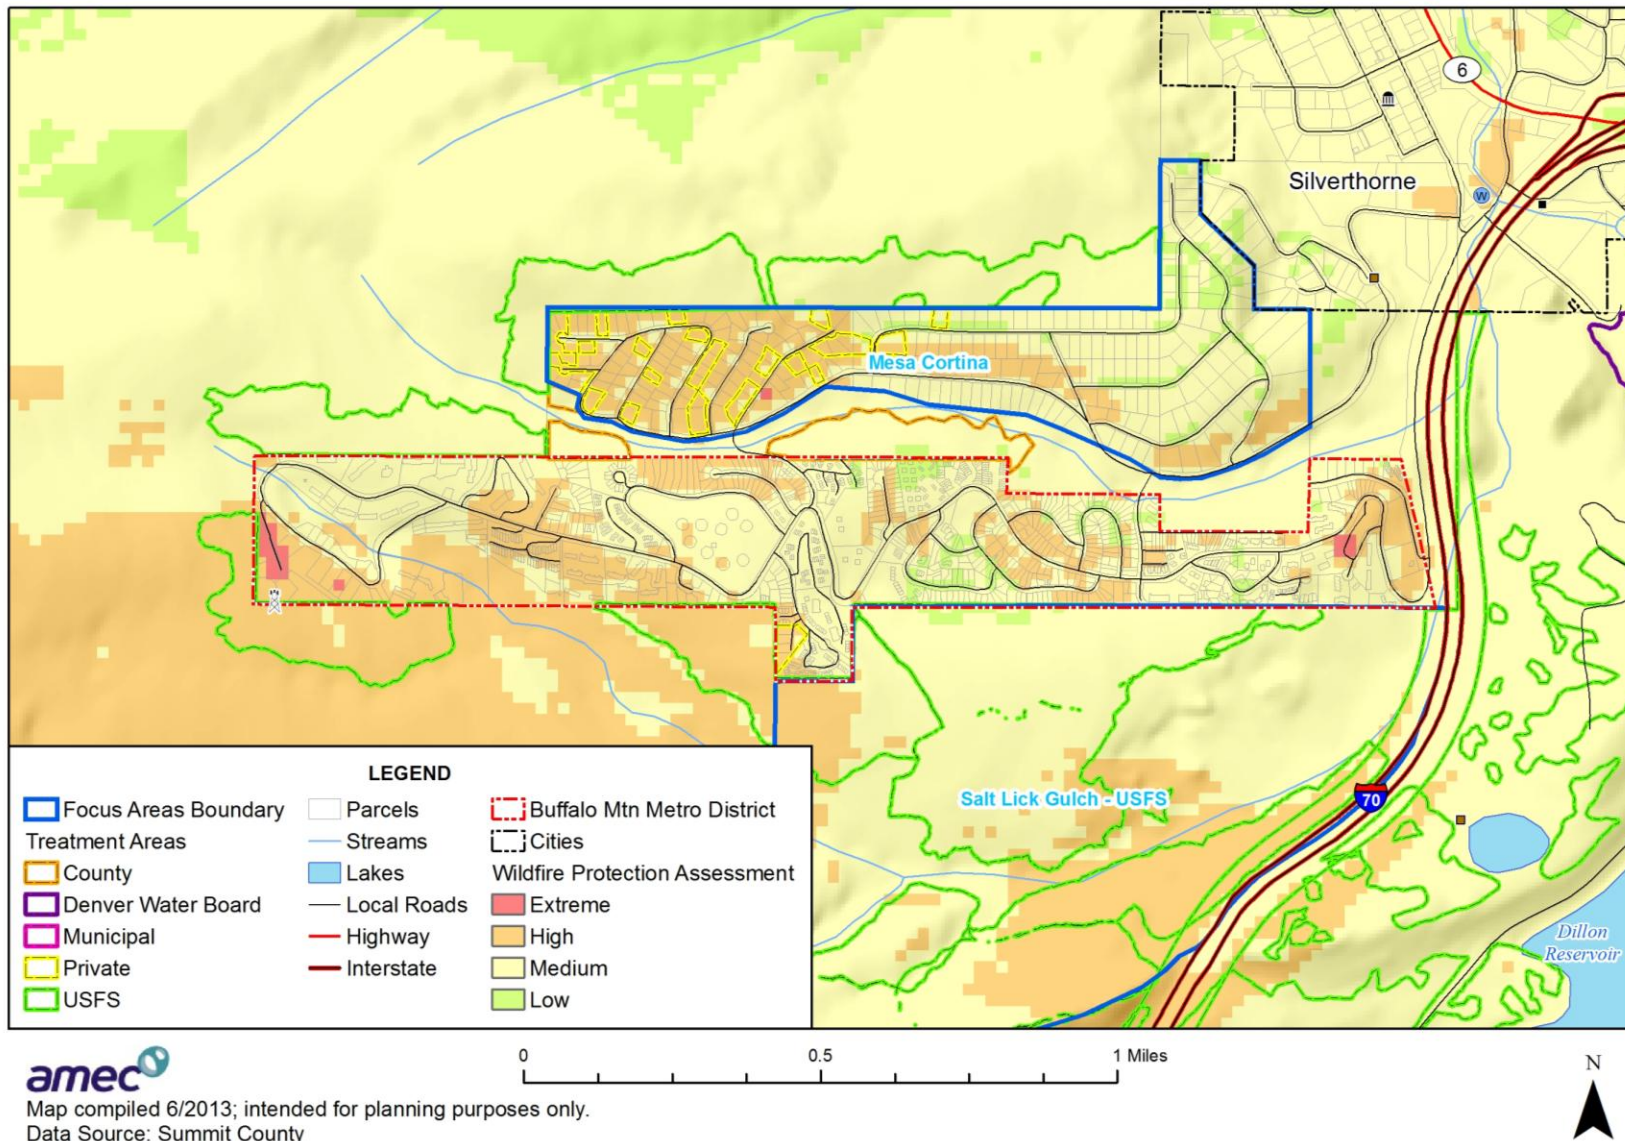 6
Silverthorne
W
Mesa Cortina
Salt Lick Gulch - USFS
70
Dillon
Reservoir
LEGEND
Focus Areas Boundary
Treatment Areas
County
Denver Water Board
Municipal
Private
USFS
Parcels
Streams
Lakes
Local Roads
Highway
Interstate
Buffalo Mtn Metro District
Cities
Wildfire Protection Assessment
Extreme
High
Medium
Low
amec
0 0.5 1 Miles
N
Map compiled 6/2013; intended for planning purposes only.
Data Source: Summit County